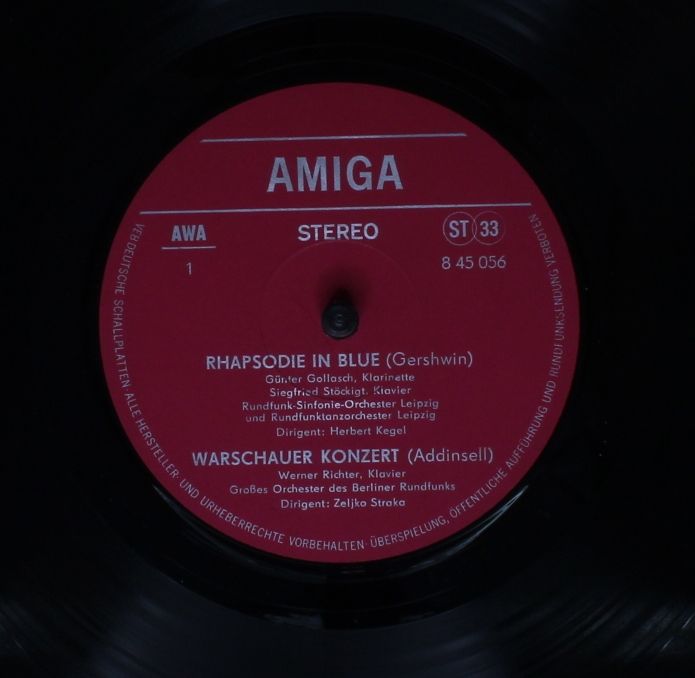 AMIGA
AWA
STEREO
ST 33
1
8 45 056
RHAPSODIE IN BLUE (Gershwin)
Günter Gollasch, Klarinette
Siegfried Stöckigt, Klavier
Rundfunk-Sinfonie-Orchester Leipzig
und Rundfunktanzorchester Leipzig
Dirigent: Herbert Kegel
WARSCHAUER KONZERT (Addinsell)
Werner Richter, Klavier
Großes Orchester des Berliner Rundfunks
Dirigent: Zeljko Straka
VEB DEUTSCHE SCHALLPLATTEN ALLE HERSTELLER- UND URHEBERRECHTE VORBEHALTEN · ÜBERSPIELUNG, ÖFFENTLICHE AUFFÜHRUNG UND RUNDFUNKSENDUNG VERBOTEN